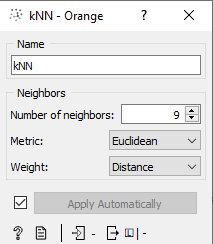 kNN - Orange ?
Name
kNN
Neighbors
Number of neighbors: 9
Metric: Euclidean
Weight: Distance
Apply Automatically
? | - -